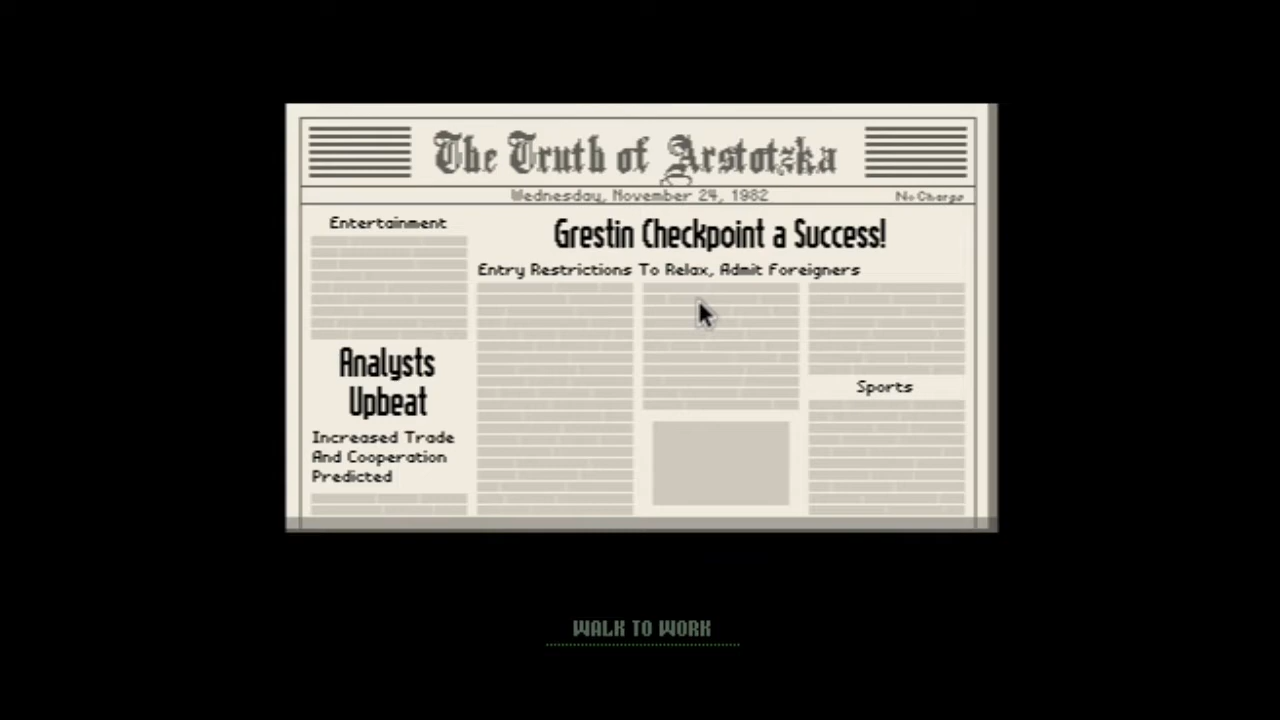 The Truth of Arstotzka
Wednesday, November 24, 1982
No Charge
Entertainment
Analysts
Upbeat
Increased Trade
And Cooperation
Predicted
Grestin Checkpoint a Success!
Entry Restrictions To Relax, Admit Foreigners
Sports
WALK TO WORK